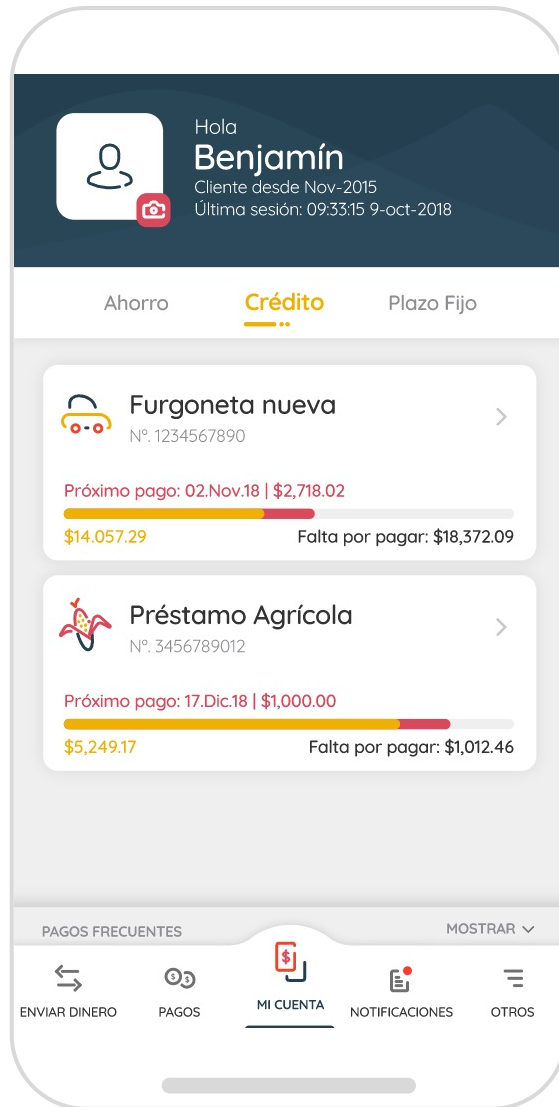 Hola
Benjamín
Cliente desde Nov-2015
Última sesión: 09:33:15 9-oct-2018
Ahorro Crédito Plazo Fijo
Furgoneta nueva
Nº. 1234567890
Próximo pago: 02.Nov.18 | $2,718.02
$14.057.29 Falta por pagar: $18,372.09
Préstamo Agrícola
Nº. 3456789012
Próximo pago: 17.Dic.18 | $1,000.00
$5,249.17 Falta por pagar: $1,012.46
PAGOS FRECUENTES MOSTRAR
ENVIAR DINERO PAGOS MI CUENTA NOTIFICACIONES OTROS